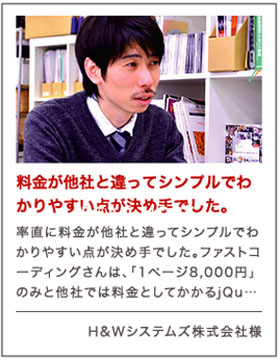 料金が他社と違ってシンプルでわ
かりやすい点が決め手でした。
率直に料金が他社と違ってシンプルでわ
かりやすい点が決め手でした。ファストコ
ーディングさんは、「1ページ8,000円」
のみと他社では料金としてかかるjQu…
H&Wシステムズ株式会社様